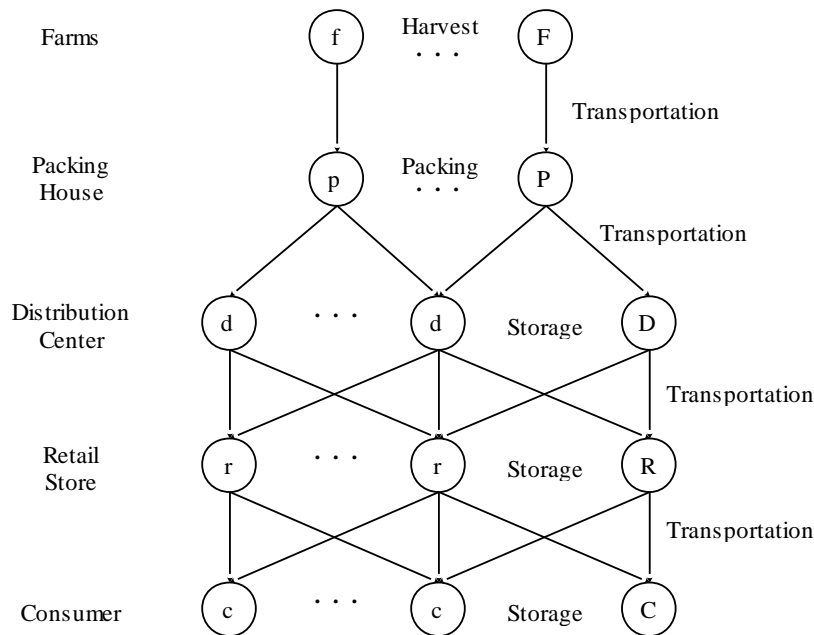 Farms
f
Harvest
. . .
F
Transportation
Packing
House
p
Packing
. . .
P
Transportation
Distribution
Center
d
. . .
d
Storage
D
Transportation
Retail
Store
r
. . .
r
Storage
R
Transportation
Consumer
c
. . .
c
Storage
C